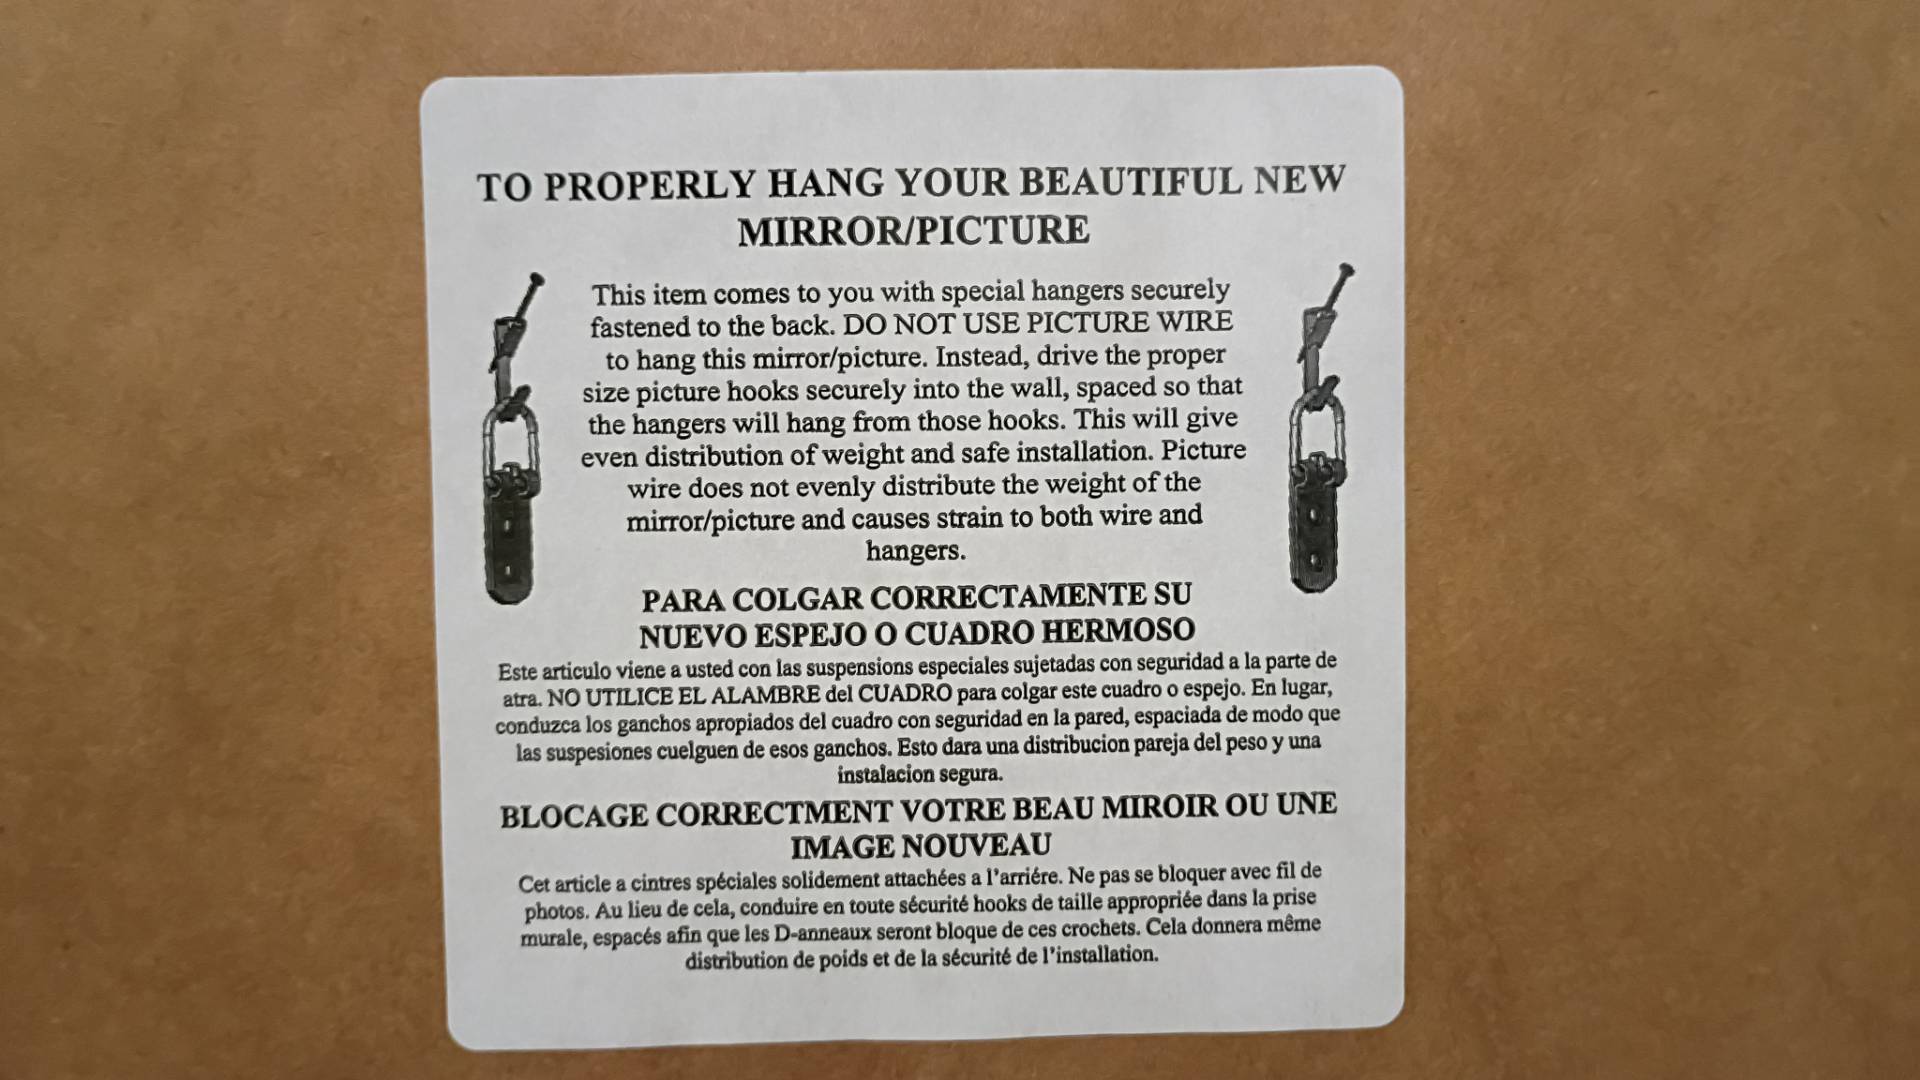 TO PROPERLY HANG YOUR BEAUTIFUL NEW
MIRROR/PICTURE
This item comes to you with special hangers securely
fastened to the back. DO NOT USE PICTURE WIRE
to hang this mirror/picture. Instead, drive the proper
size picture hooks securely into the wall, spaced so that
the hangers will hang from those hooks. This will give
even distribution of weight and safe installation. Picture
wire does not evenly distribute the weight of the
mirror/picture and causes strain to both wire and
hangers.
PARA COLGAR CORRECTAMENTE SU
NUEVO ESPEJO O CUADRO HERMOSO
Este articulo viene a usted con las suspensions especiales sujetadas con seguridad a la parte de
atra. NO UTILICE EL ALAMBRE del CUADRO para colgar este cuadro o espejo. En lugar,
conduzca los ganchos apropiados del cuadro con seguridad en la pared, espaciada de modo que
las suspesiones cuelguen de esos ganchos. Esto dara una distribucion pareja del peso y una
instalacion segura.
BLOCAGE CORRECTMENT VOTRE BEAU MIROIR OU UNE
IMAGE NOUVEAU
Cet article a cintres spéciales solidement attachées a l'arriére. Ne pas se bloquer avec fil de
photos. Au lieu de cela, conduire en toute sécurité hooks de taille appropriée dans la prise
murale, espacés afin que les D-anneaux seront bloque de ces crochets. Cela donnera même
distribution de poids et de la sécurité de l'installation.